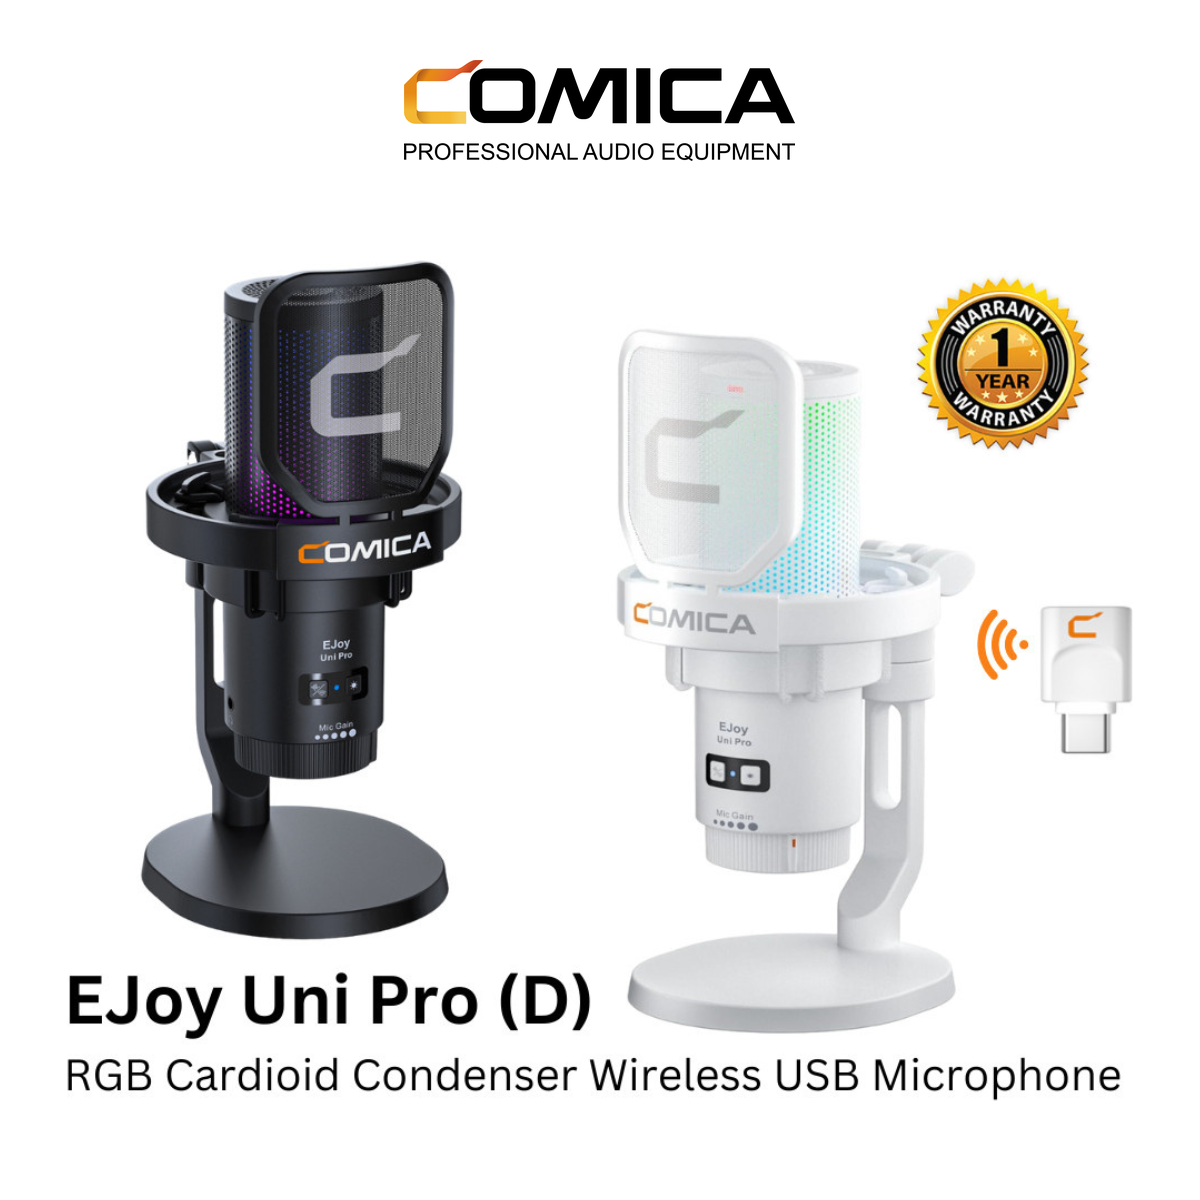 COMICA
PROFESSIONAL AUDIO EQUIPMENT
WARRANTY
1
YEAR
WARRANTY
COMICA
EJoy
Uni Pro
Mic Gain
COMICA
EJoy
Uni Pro
Mic Gain
EJoy Uni Pro (D)
RGB Cardioid Condenser Wireless USB Microphone